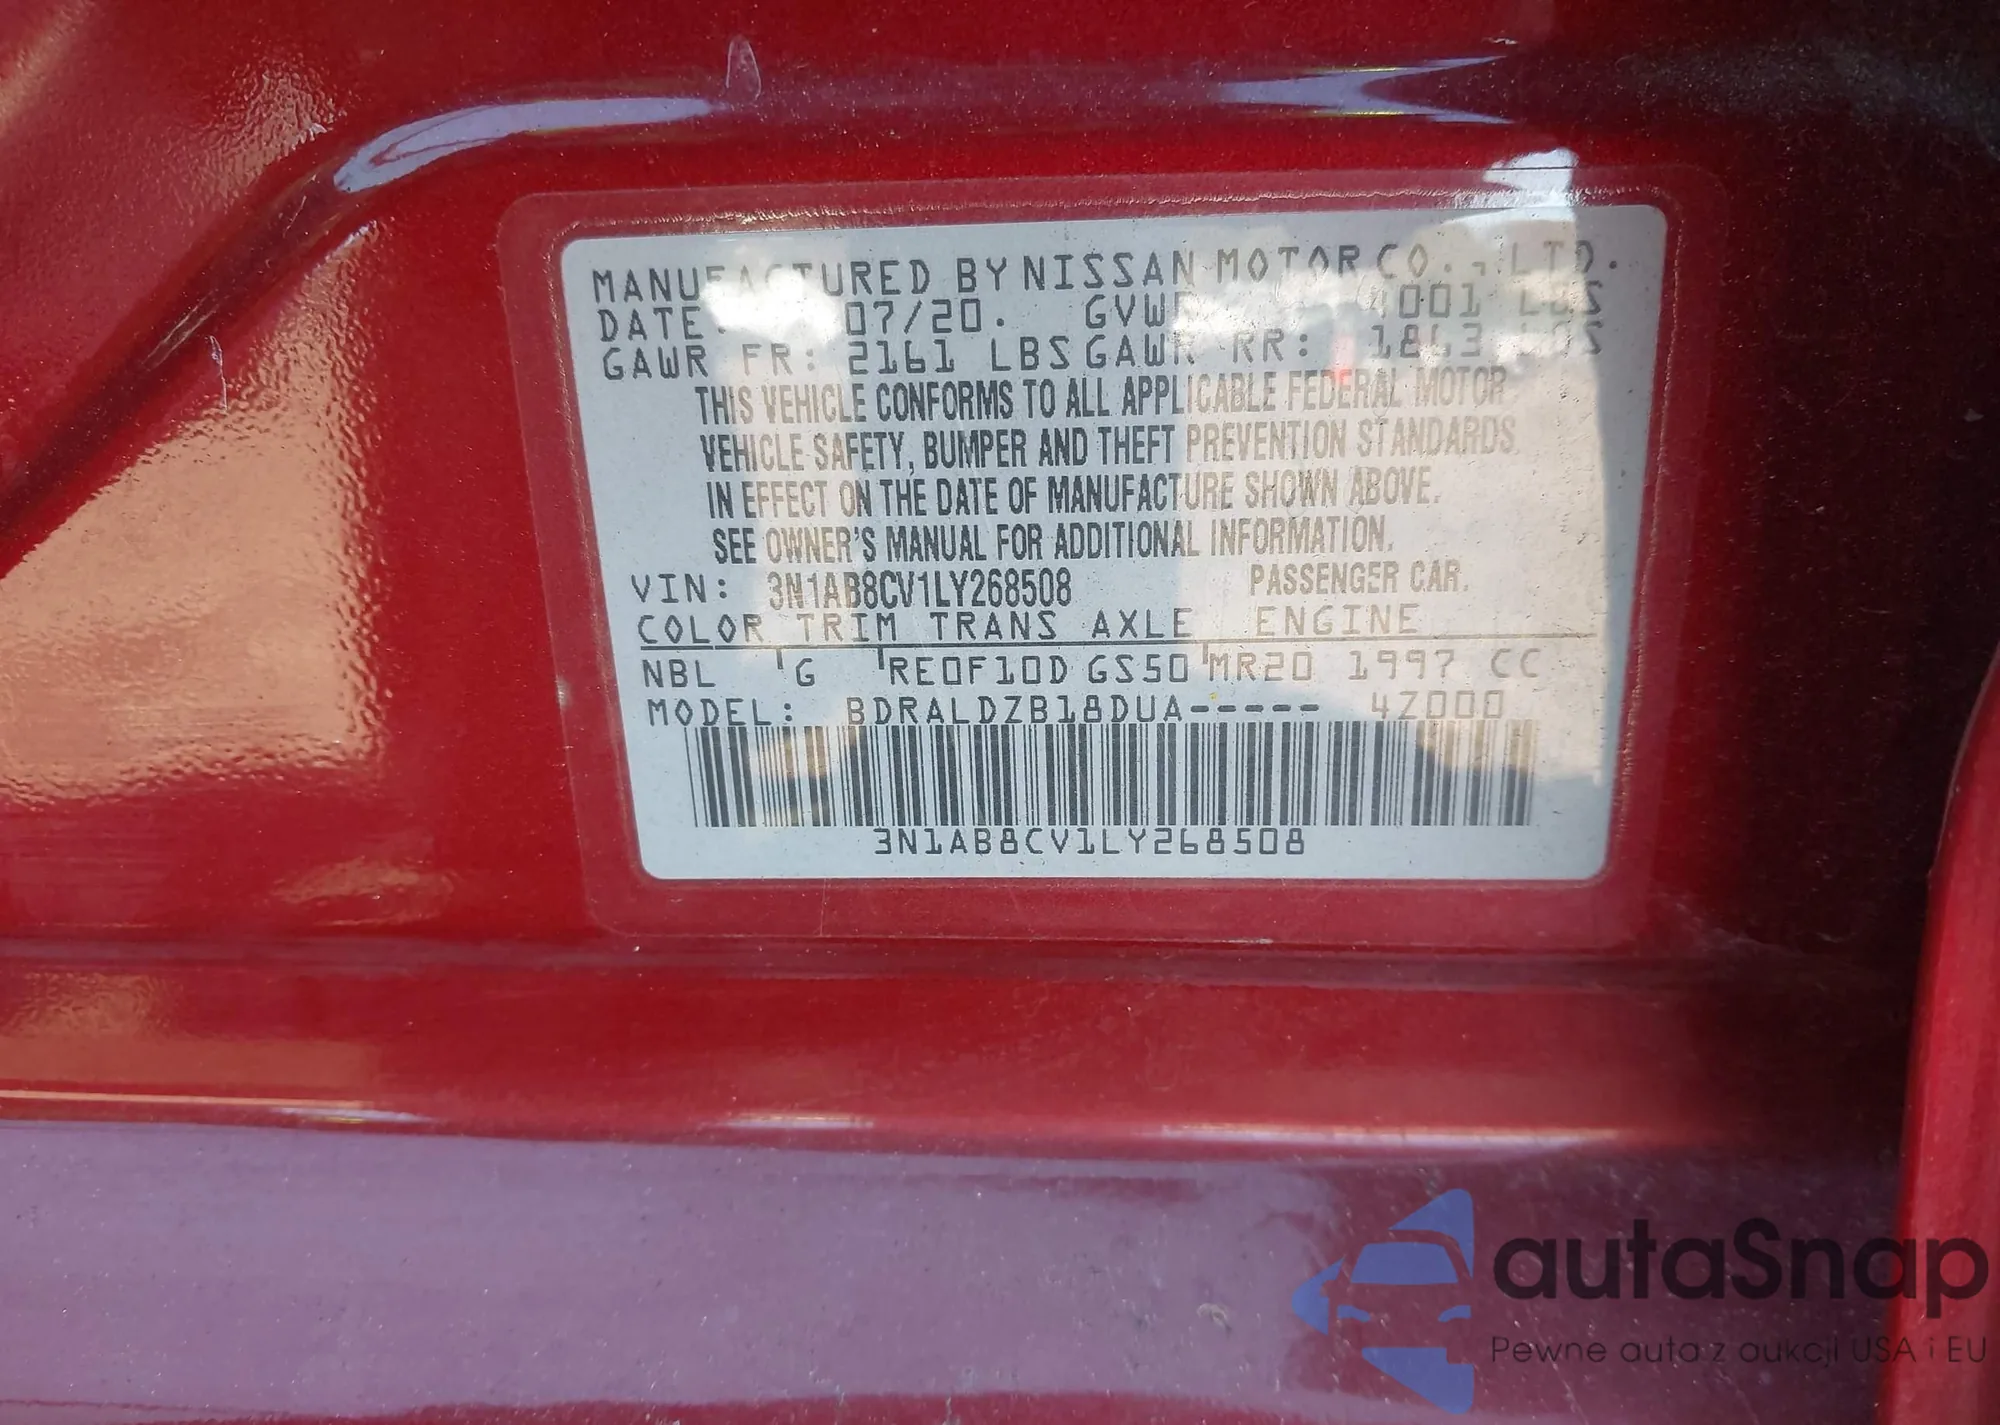 MANUFACTURED BY NISSAN MOTOR CO., LTD.
DATE: 07/20. GVWR 4001 LBS
GAWR FR: 2161 LBS GAWR RR: 1863 LBS
THIS VEHICLE CONFORMS TO ALL APPLICABLE FEDERAL MOTOR
VEHICLE SAFETY, BUMPER AND THEFT PREVENTION STANDARDS
IN EFFECT ON THE DATE OF MANUFACTURE SHOWN ABOVE.
SEE OWNER'S MANUAL FOR ADDITIONAL INFORMATION.
VIN: 3N1AB8CV1LY268508 PASSENGER CAR.
COLOR TRIM TRANS AXLE ENGINE
NBL G RE0F10D GS50 MR20 1997 CC
MODEL: BDRALDZB18DUA----- 4Z000
3N1AB8CV1LY268508
autaSnap
Pewne auta z aukcji USA i EU